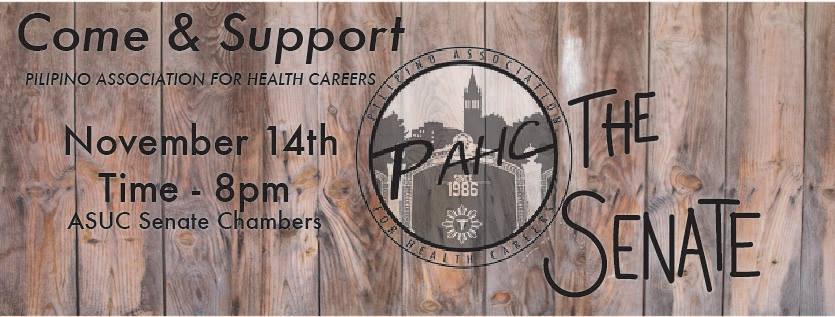 Come & Support
PILIPINO ASSOCIATION FOR HEALTH CAREERS
November 14th
Time - 8pm
ASUC Senate Chambers
PILIPINO ASSOCIATION
PAHC
SINCE
1986
FOR HEALTH CAREERS
THE
SENATE